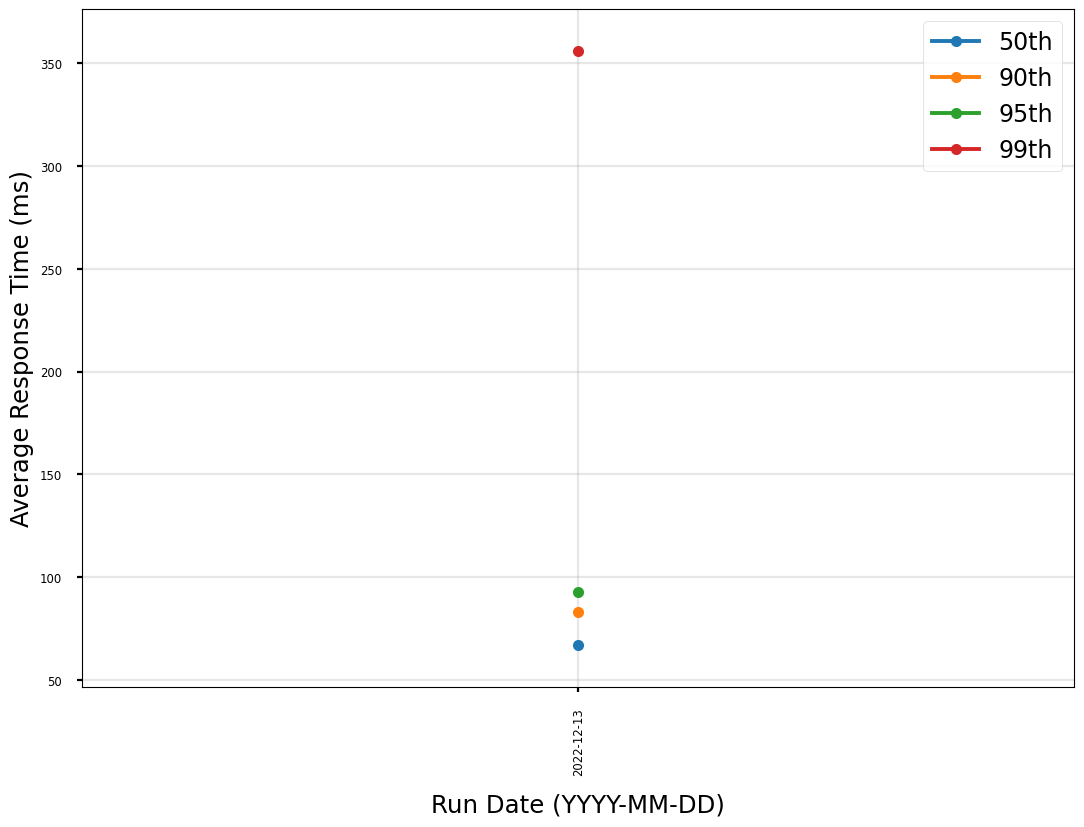 Average Response Time (ms)
350
300
250
200
150
100
50
50th
90th
95th
99th
2022-12-13
Run Date (YYYY-MM-DD)